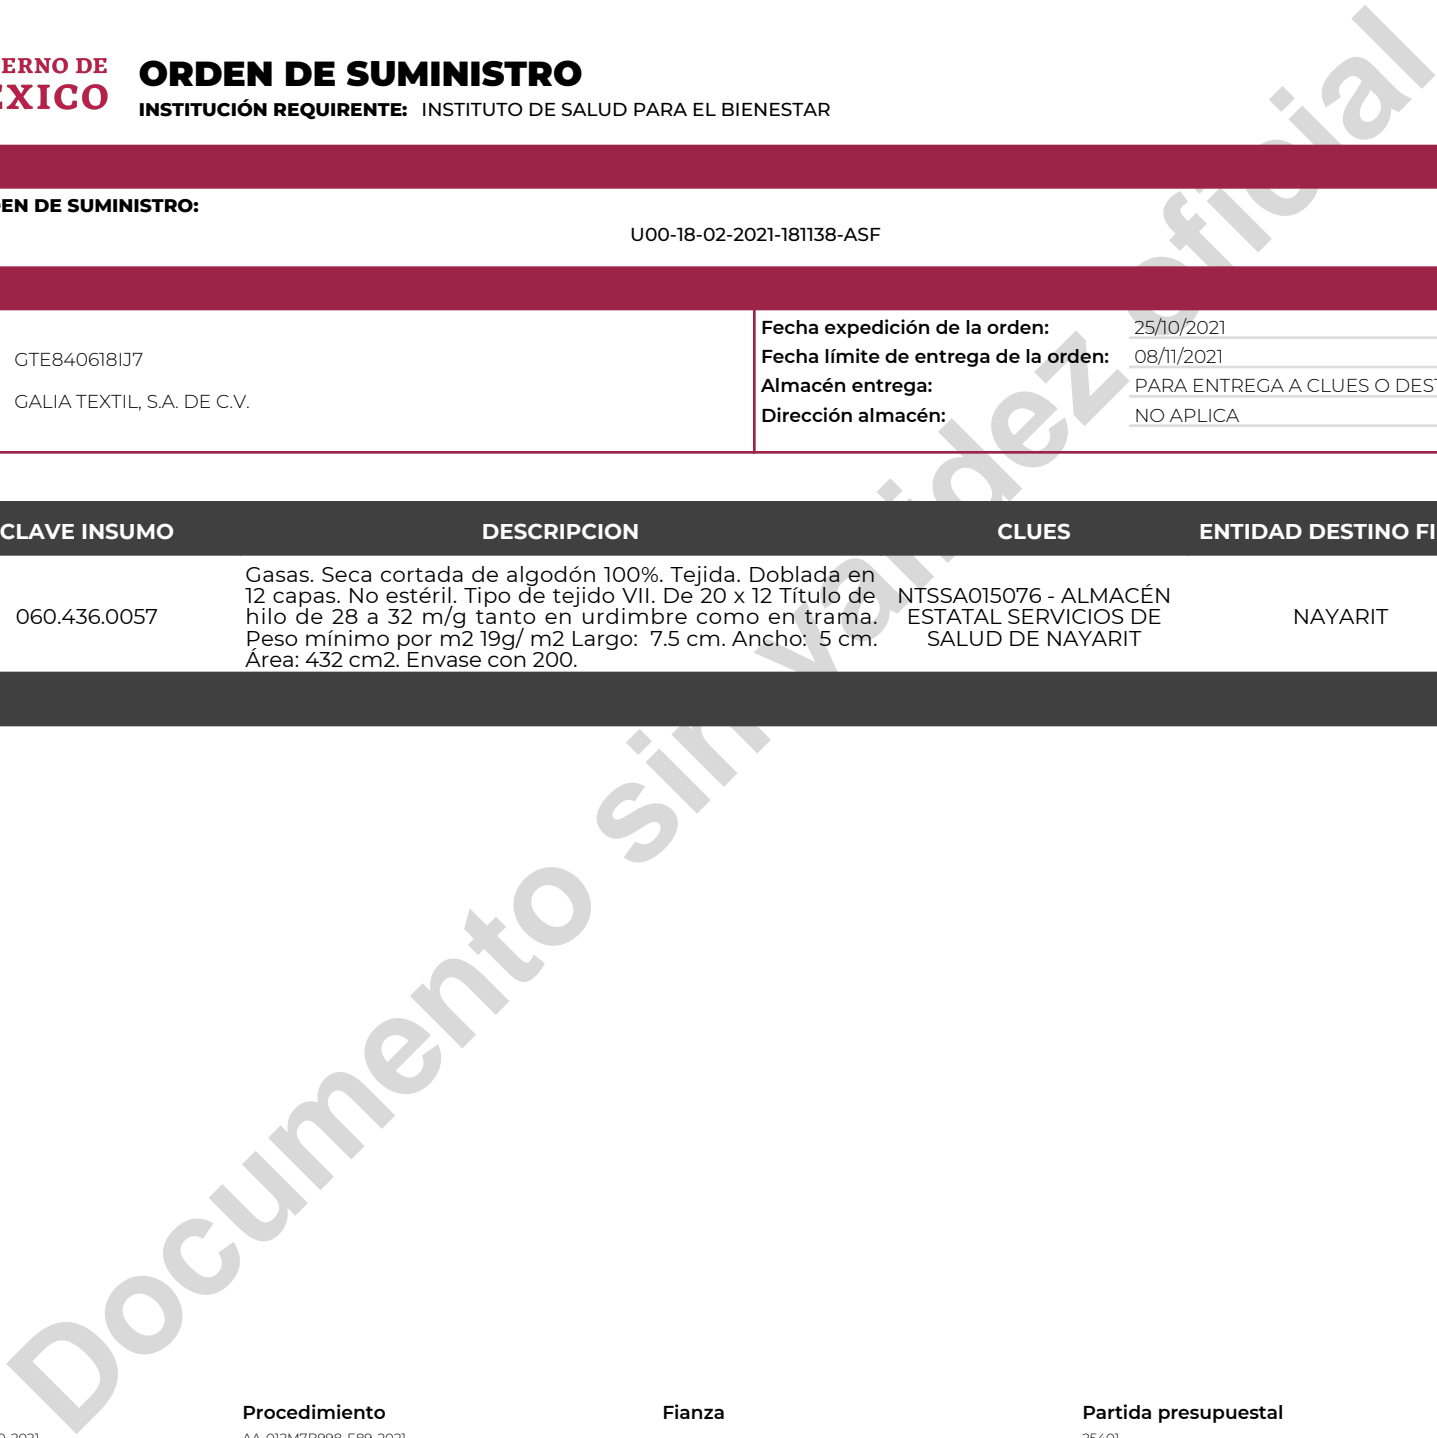 ERNO DE
EXICO
ORDEN DE SUMINISTRO
INSTITUCIÓN REQUIRENTE: INSTITUTO DE SALUD PARA EL BIENESTAR
EN DE SUMINISTRO:
U00-18-02-2021-181138-ASF
GTE840618IJ7
GALIA TEXTIL, S.A. DE C.V.
Fecha expedición de la orden: 25/10/2021
Fecha límite de entrega de la orden: 08/11/2021
Almacén entrega: PARA ENTREGA A CLUES O DEST
Dirección almacén: NO APLICA
CLAVE INSUMO DESCRIPCION CLUES ENTIDAD DESTINO FI
060.436.0057
Gasas. Seca cortada de algodón 100%. Tejida. Doblada en
12 capas. No estéril. Tipo de tejido VII. De 20 x 12 Título de
hilo de 28 a 32 m/g tanto en urdimbre como en trama.
Peso mínimo por m2 19g/ m2 Largo: 7.5 cm. Ancho: 5 cm.
Área: 432 cm2. Envase con 200.
NTSSA015076 - ALMACÉN
ESTATAL SERVICIOS DE
SALUD DE NAYARIT
NAYARIT
Documento sin validez oficial
Procedimiento Fianza Partida presupuestal